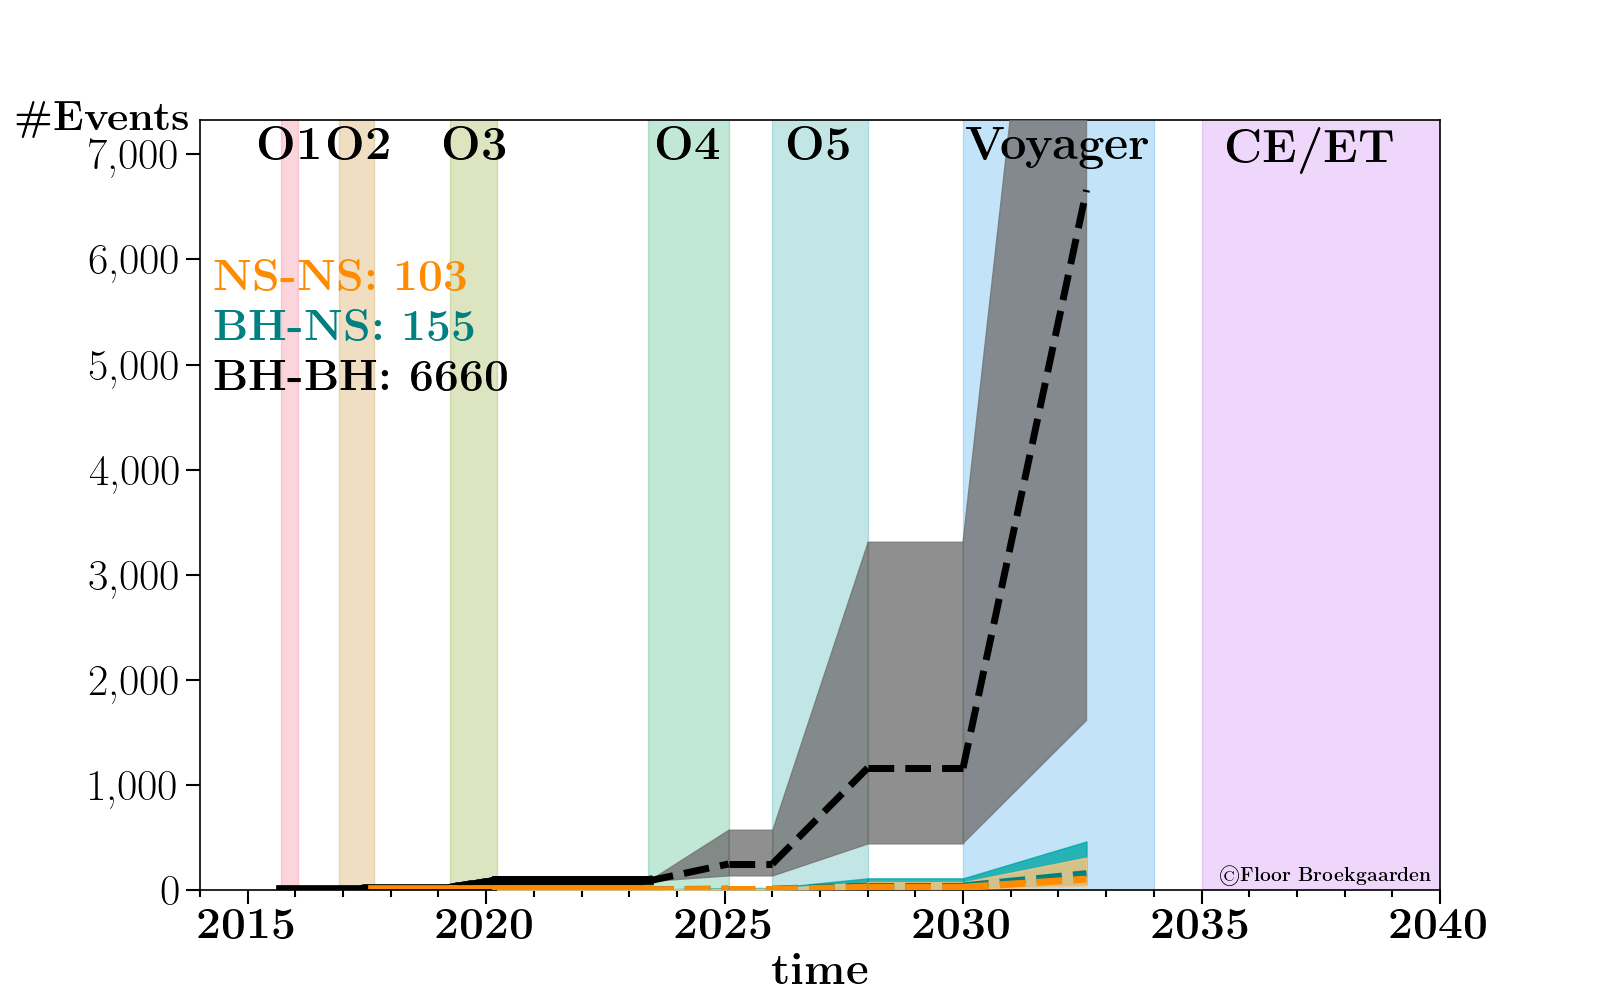 #Events
O1 O2 O3 O4 O5 Voyager CE/ET
7,000
6,000
NS-NS: 103
BH-NS: 155
5,000
BH-BH: 6660
4,000
3,000
2,000
1,000
0
©Floor Broekgaarden
2015 2020 2025 2030 2035 2040
time